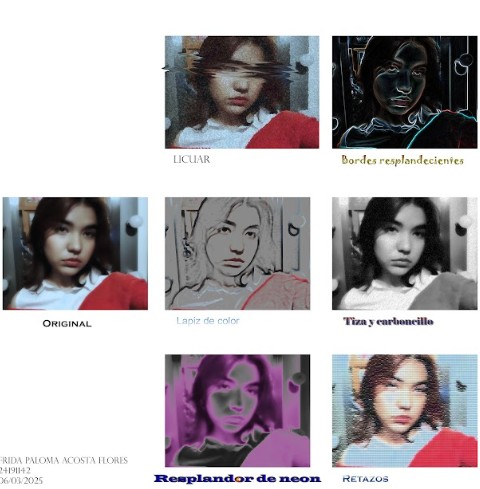 LICUAR
Bordes resplandecientes
ORIGINAL
Lapiz de color
Tiza y carboncillo
FRIDA PALOMA ACOSTA FLORES
2419142
06/03/2025
Resplandor de neon
RETAZOS